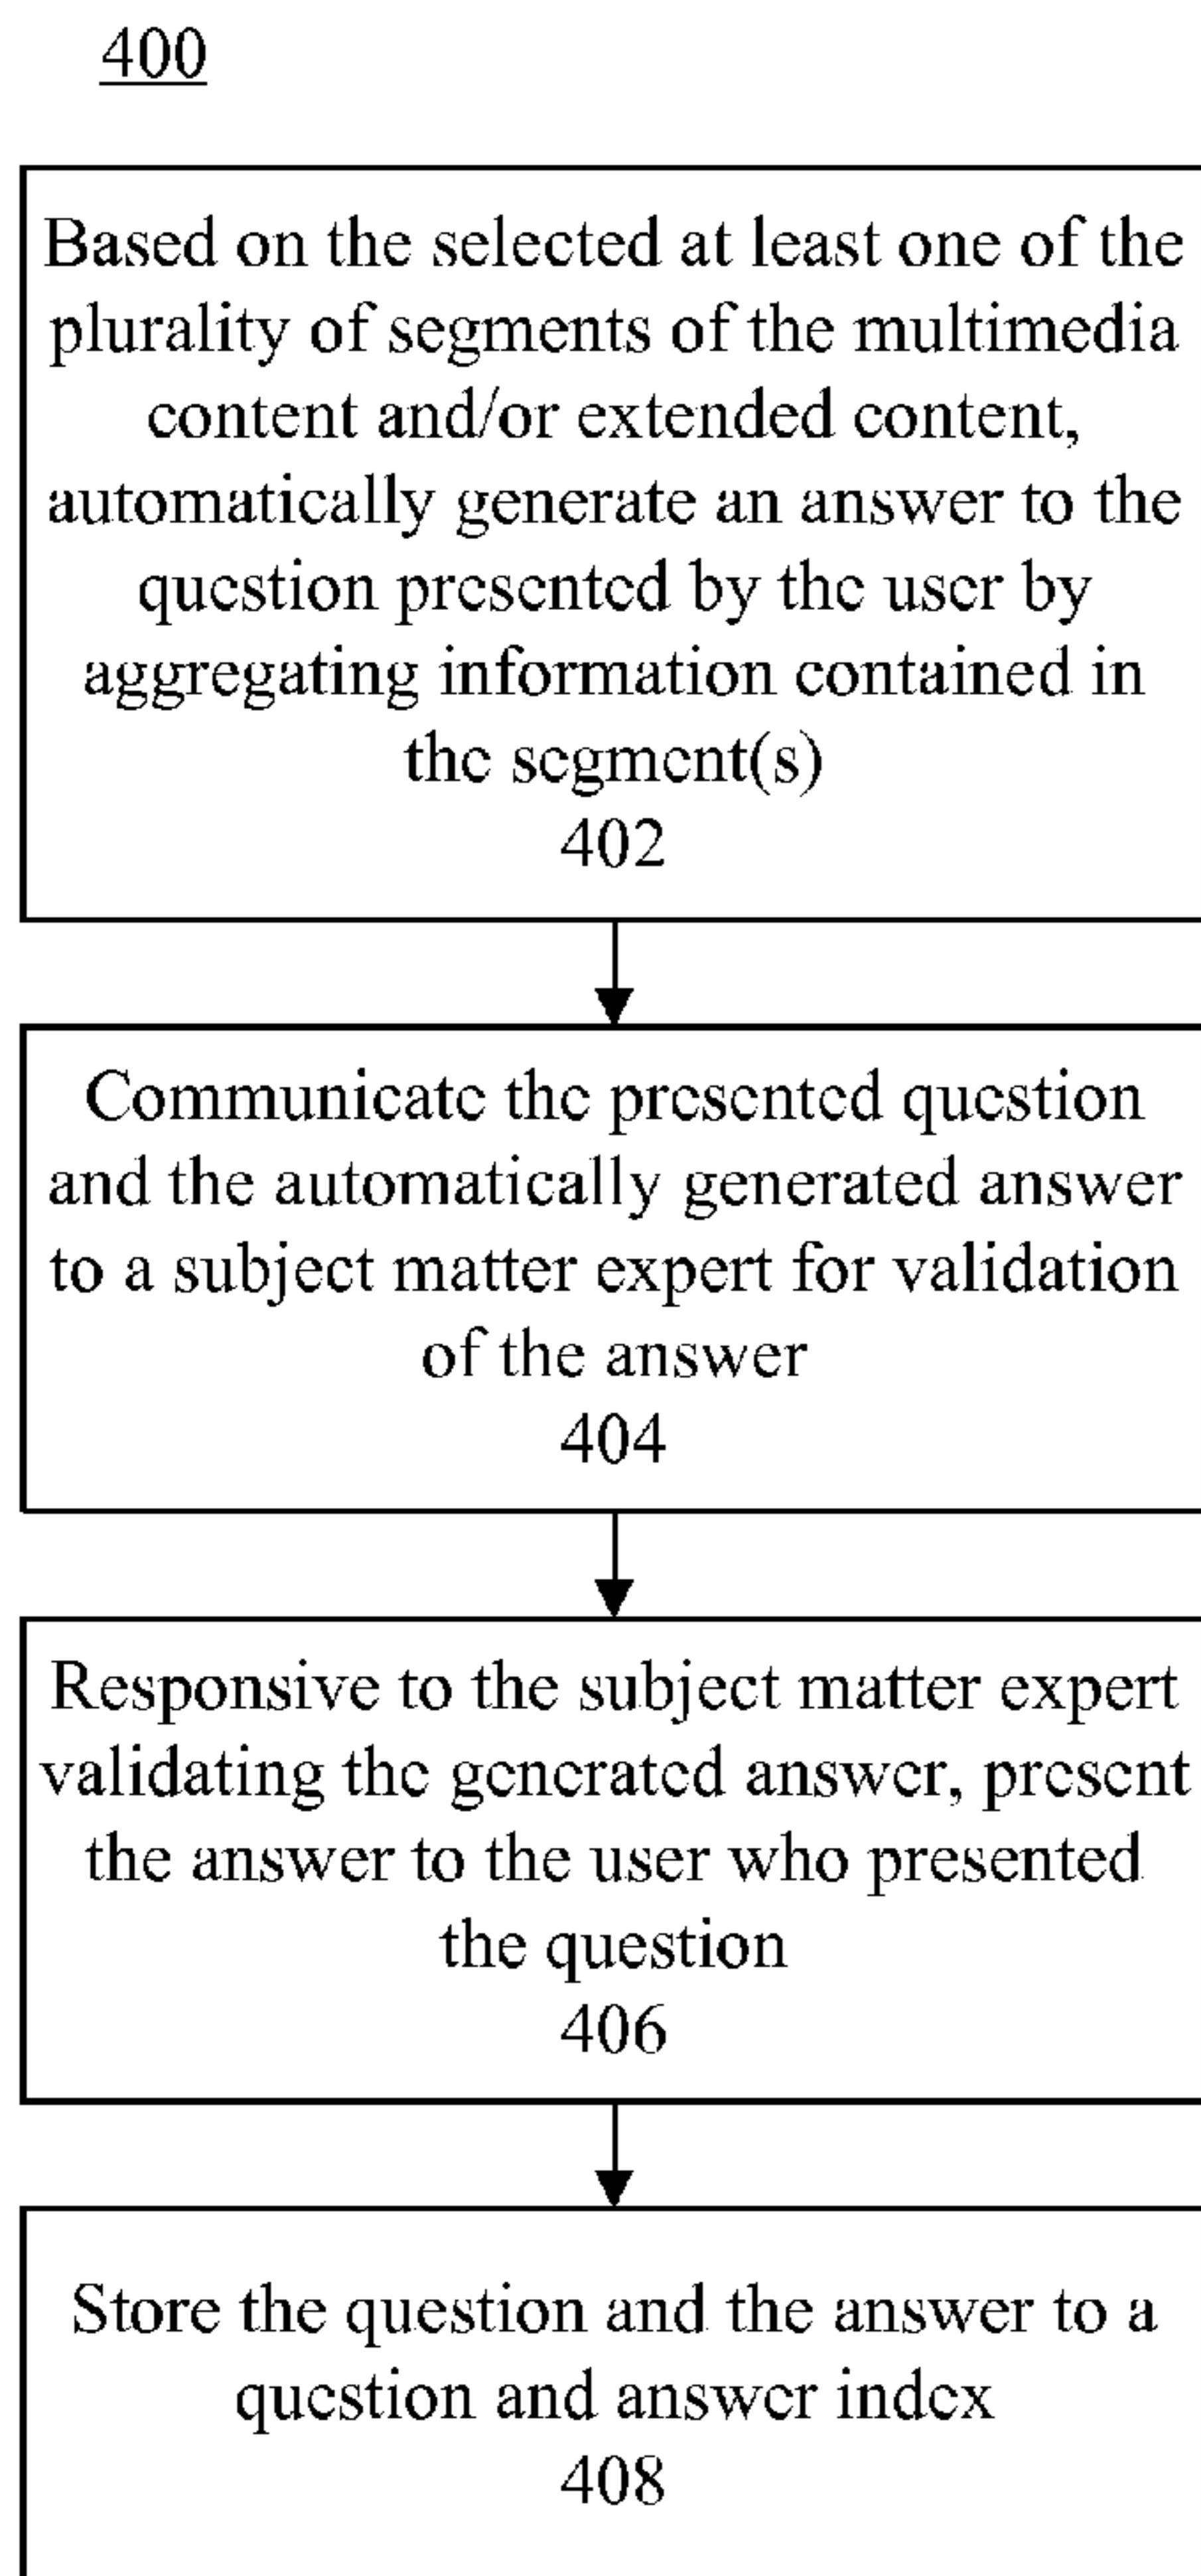 400
Based on the selected at least one of the
plurality of segments of the multimedia
content and/or extended content,
automatically generate an answer to the
question presented by the user by
aggregating information contained in
the segment(s)
402
Communicate the presented question
and the automatically generated answer
to a subject matter expert for validation
of the answer
404
Responsive to the subject matter expert
validating the generated answer, present
the answer to the user who presented
the question
406
Store the question and the answer to a
question and answer index
408